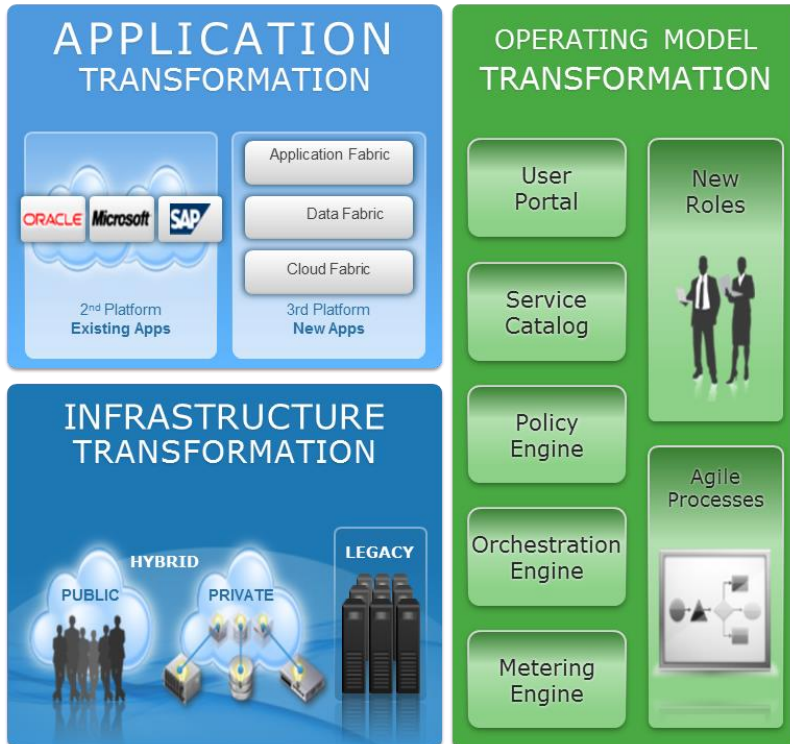 APPLICATION
TRANSFORMATION
ORACLE
Microsoft
SAP
2nd Platform
Existing Apps
Application Fabric
Data Fabric
Cloud Fabric
3rd Platform
New Apps
INFRASTRUCTURE
TRANSFORMATION
HYBRID
PUBLIC
PRIVATE
LEGACY
OPERATING MODEL
TRANSFORMATION
User
Portal
Service
Catalog
Policy
Engine
Orchestration
Engine
Metering
Engine
New
Roles
Agile
Processes